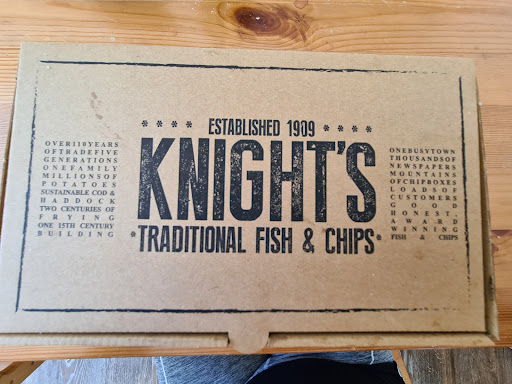 * * * * ESTABLISHED 1909 * * * *
KNIGHT'S
* TRADITIONAL FISH & CHIPS *
OVER110YEARS
OFTRADEFIVE
GENERATIONS
ONEFAMILY
MILLIONSOF
POTATOES
SUSTAINABLE COD &
HADDOCK
TWO CENTURIES OF
FRYING
ONE 15TH CENTURY
BUILDING
ONEBUSYTOWN
THOUSANDSOF
NEWSPAPERS
MOUNTAINS
OFCHIPBOXES
LOADSOF
CUSTOMERS
GOOD
HONEST,
AWARD
WINNING
FISH & CHIPS